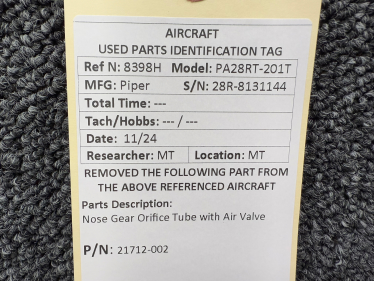 AIRCRAFT
USED PARTS IDENTIFICATION TAG
Ref N: 8398H Model: PA28RT-201T
MFG: Piper S/N: 28R-8131144
Total Time: ---
Tach/Hobbs: --- / ---
Date: 11/24
Researcher: MT Location: MT
REMOVED THE FOLLOWING PART FROM
THE ABOVE REFERENCED AIRCRAFT
Parts Description:
Nose Gear Orifice Tube with Air Valve
P/N: 21712-002